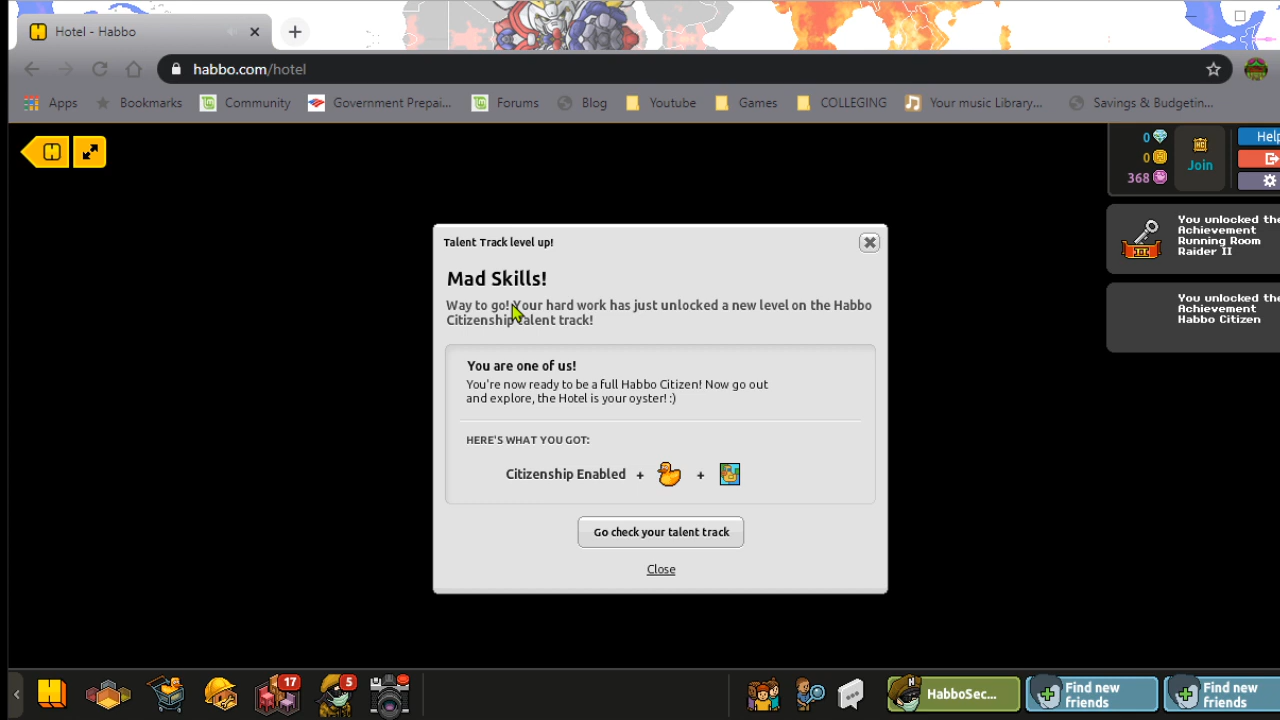 Hotel - Habbo
habbo.com/hotel
Apps Bookmarks Community Government Prepai... Forums Blog Youtube Games COLLEGING Your music Library... Savings & Budgetin...
0
0
368
Join
Help
You unlocked the
Achievement
Running Room
Raider II
You unlocked the
Achievement
Habbo Citizen
Talent Track level up!
Mad Skills!
Way to go! Your hard work has just unlocked a new level on the Habbo
Citizenship talent track!
You are one of us!
You're now ready to be a full Habbo Citizen! Now go out
and explore, the Hotel is your oyster! :)
HERE'S WHAT YOU GOT:
Citizenship Enabled + +
Go check your talent track
Close
17
5
HabboSec...
Find new
friends
Find new
friends